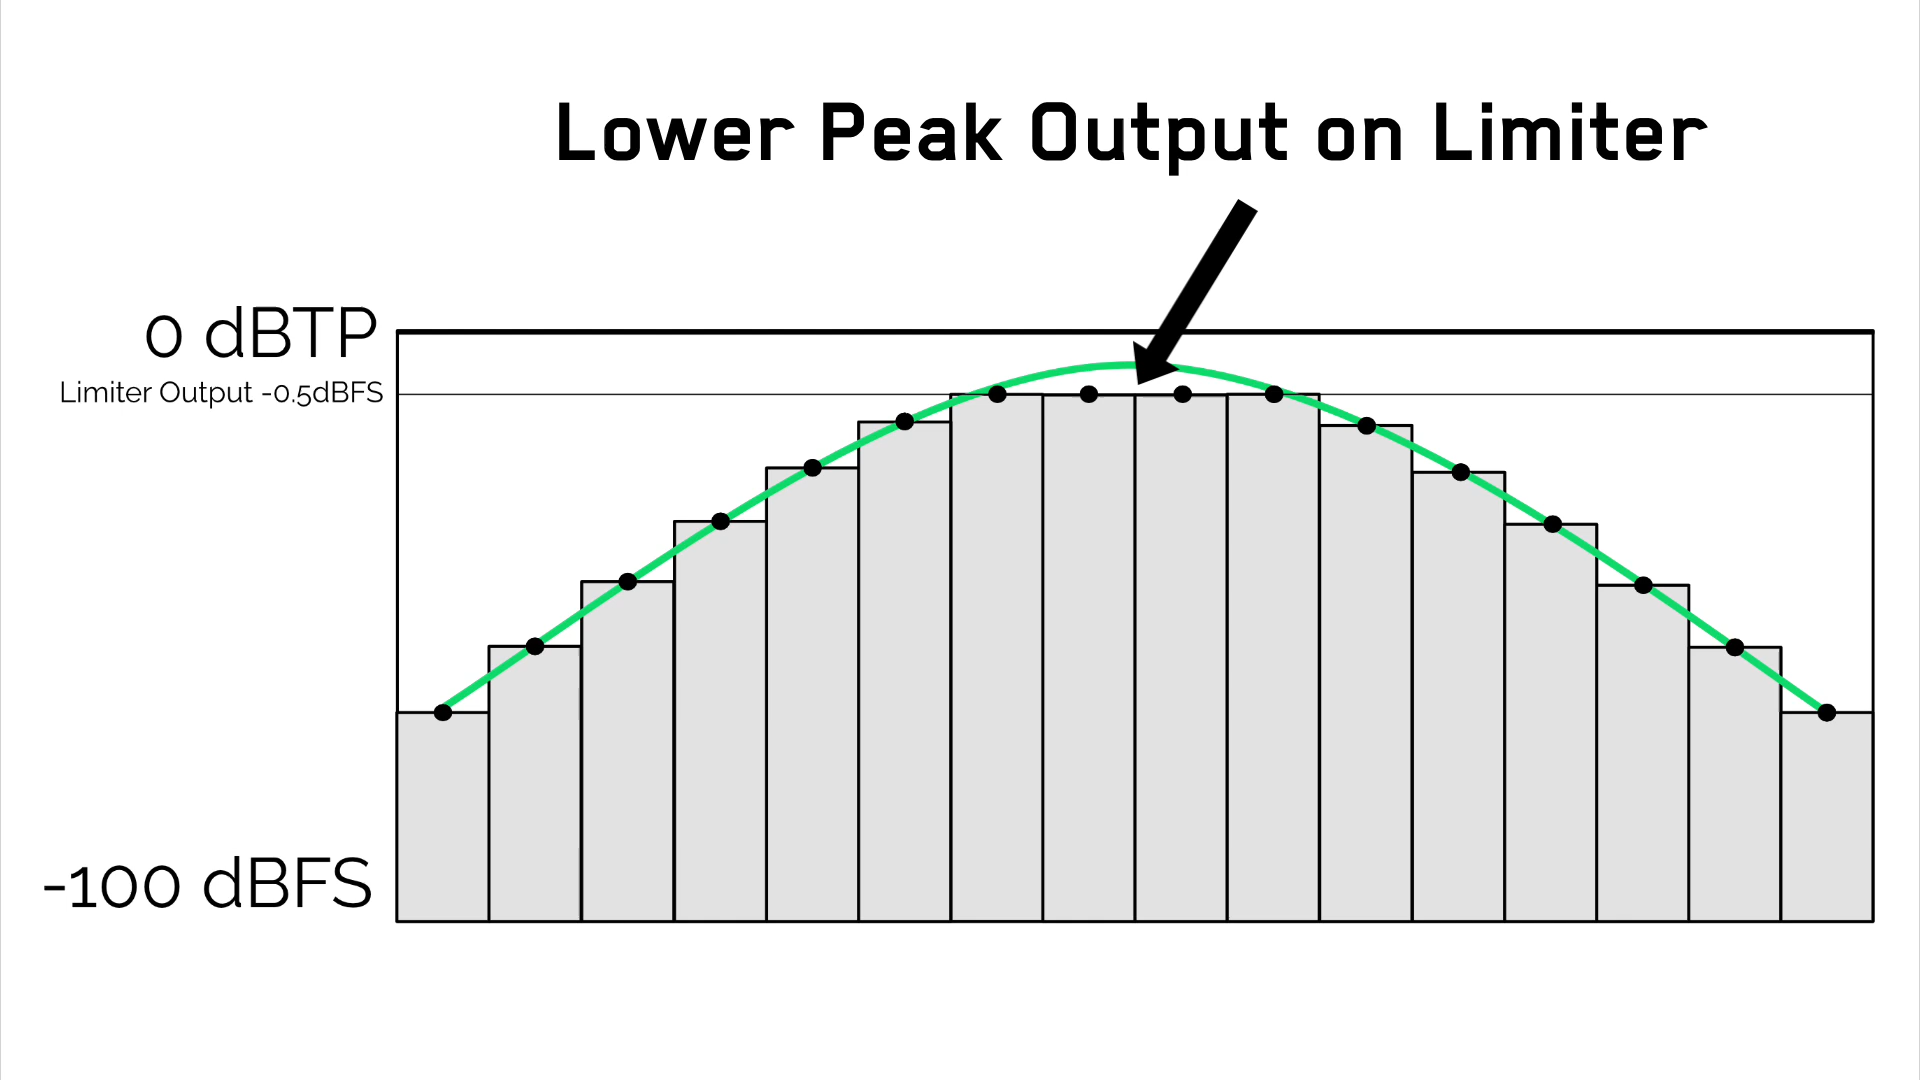 Lower Peak Output on Limiter
0 dBTP
Limiter Output -0.5dBFS
-100 dBFS